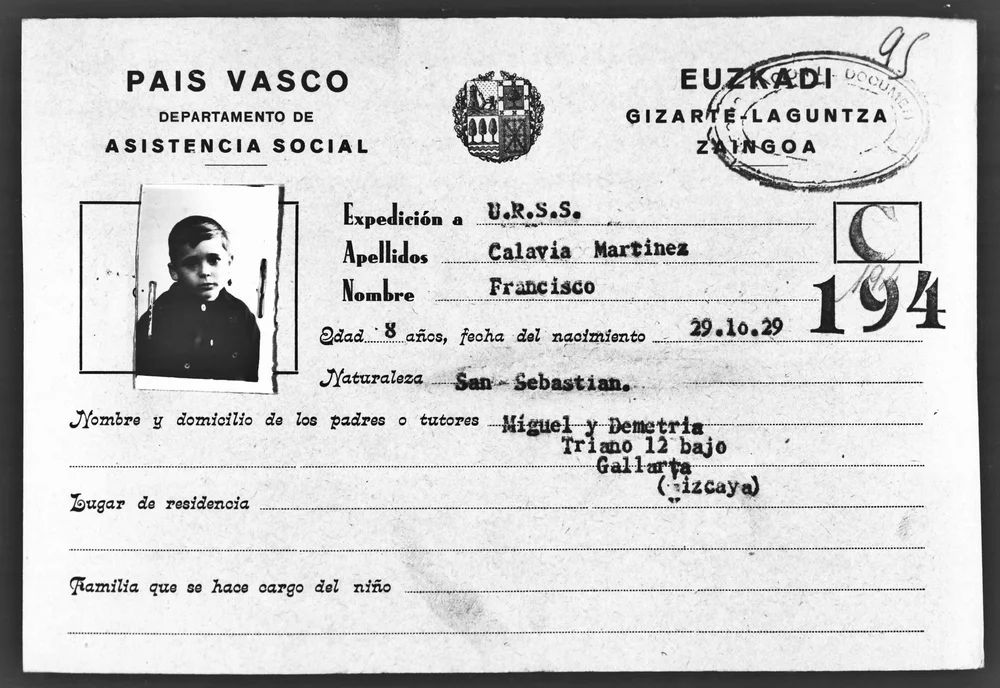 95
PAIS VASCO
DEPARTAMENTO DE
ASISTENCIA SOCIAL
EUZKADI
GIZARTE-LAGUNTZA
ZAINGOA
Expedición a U.R.S.S.
Apellidos Calavia Martinez
Nombre Francisco
C
194
194
Edad 8 años, fecha del nacimiento 29.10.29
Naturaleza San Sebastian.
Nombre y domicilio de los padres o tutores Miguel y Demetria
Triano 12 bajo
Gallarta
(Vizcaya)
Lugar de residencia
Familia que se hace cargo del niño